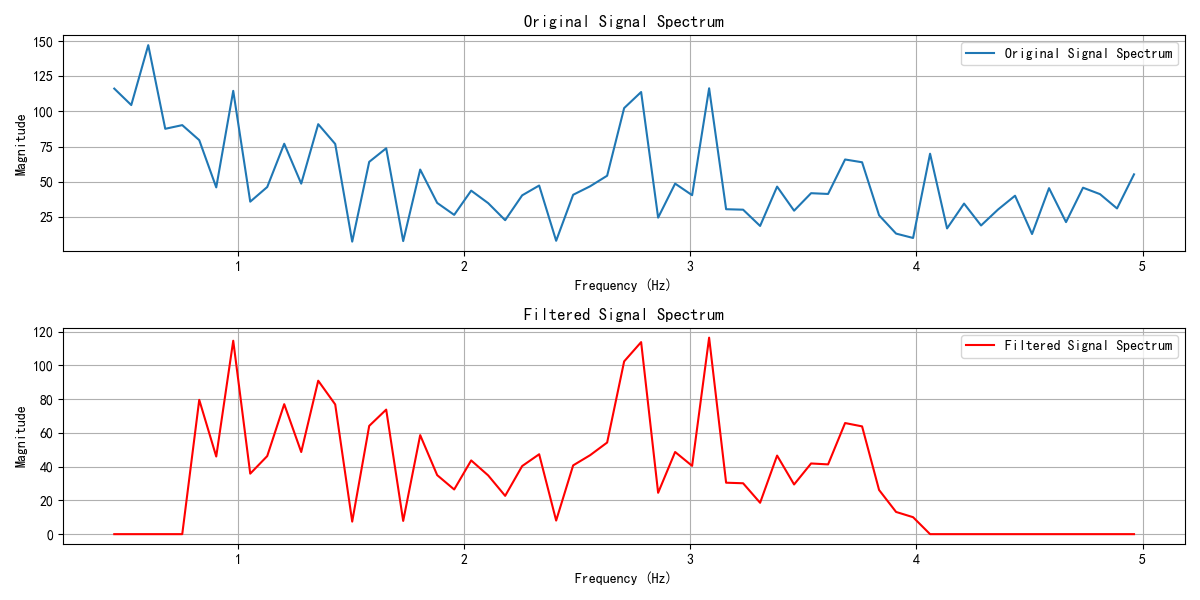 Original Signal Spectrum
150
125
100
75
50
25
Magnitude
Original Signal Spectrum
1
2
3
4
5
Frequency (Hz)
Filtered Signal Spectrum
120
100
80
60
40
20
0
Magnitude
Filtered Signal Spectrum
1
2
3
4
5
Frequency (Hz)